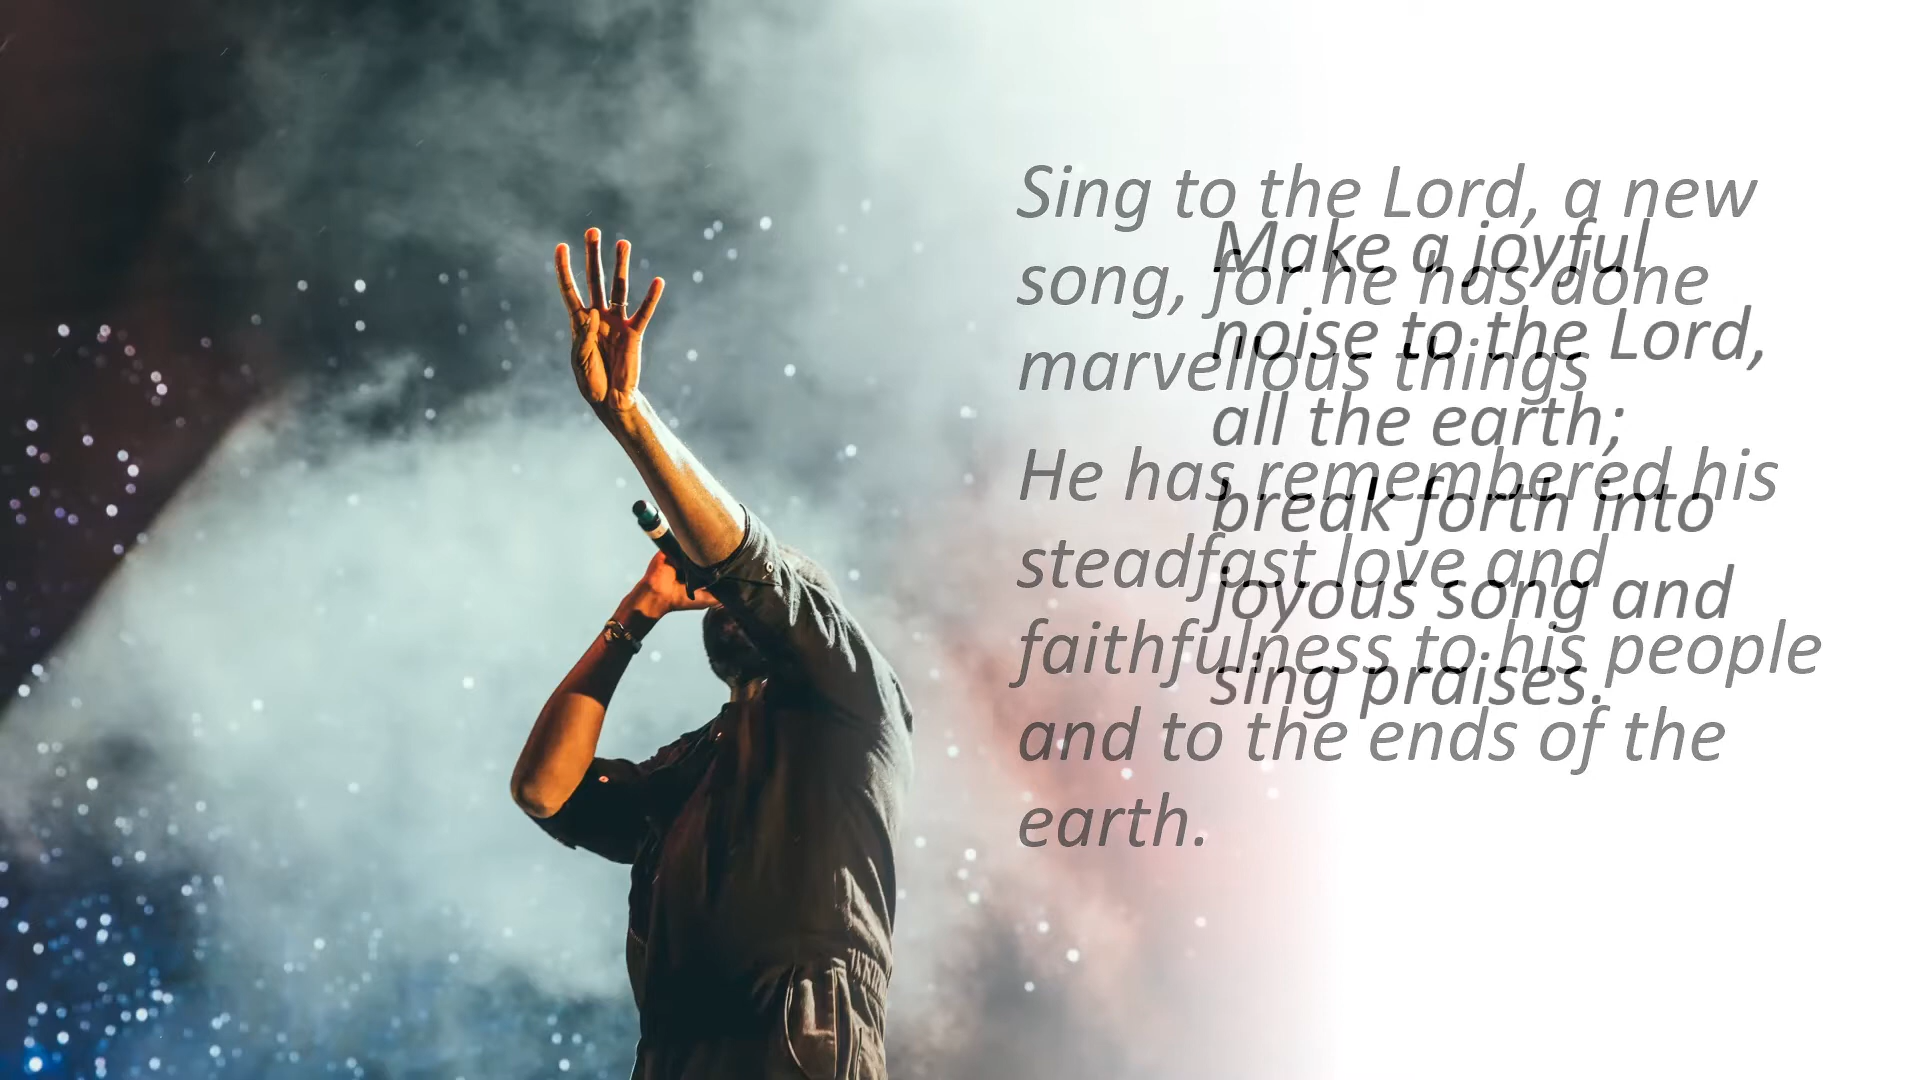 Sing to the Lord, a new
song, for he has done
marvellous things
He has remembered his
steadfast love and
faithfulness to his people
and to the ends of the
earth.
Make a joyful
noise to the Lord,
all the earth;
break forth into
joyous song and
sing praises.